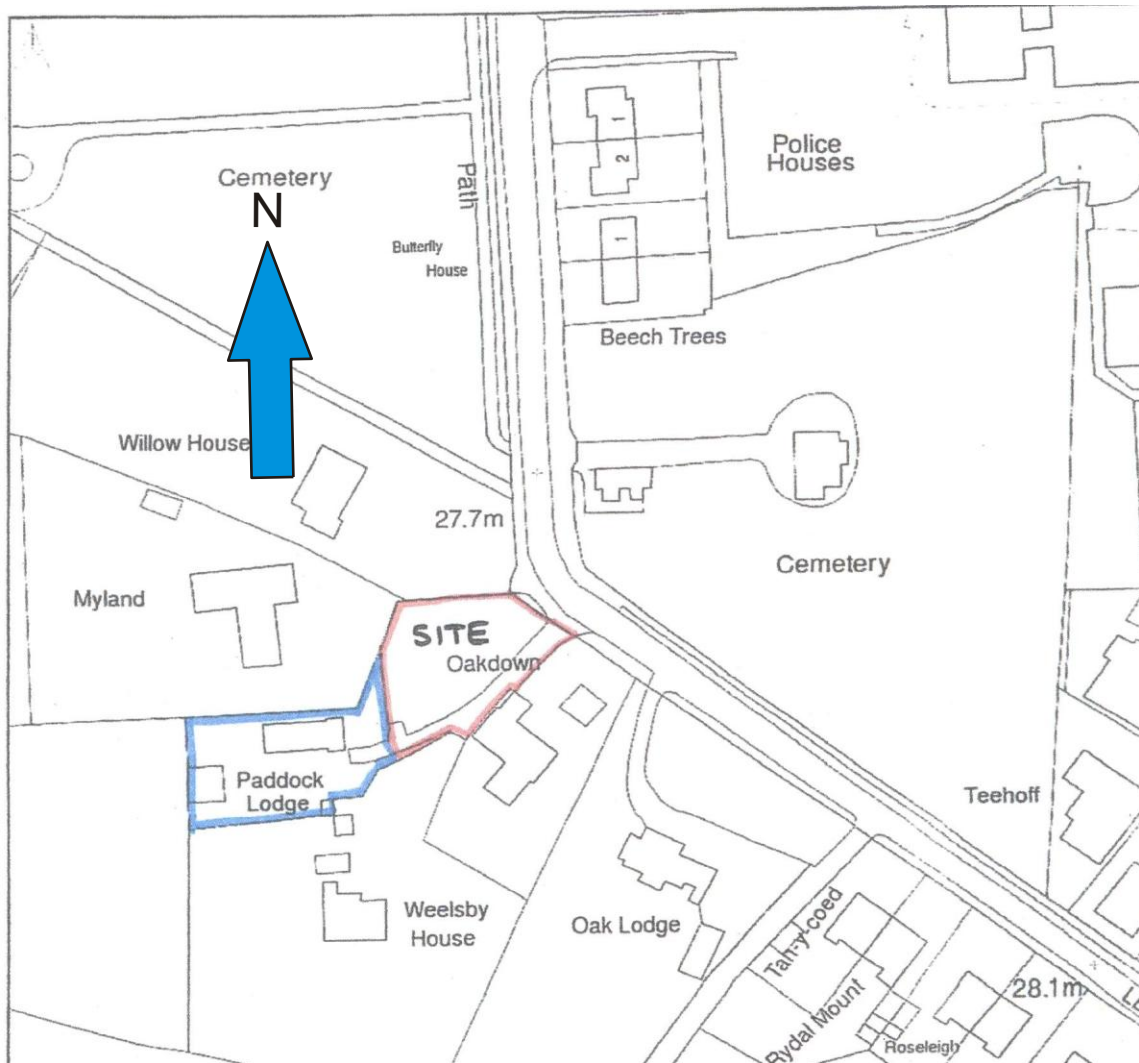 Cemetery
N
Path
Butterfly
House
1
2
1
Police
Houses
Beech Trees
Willow House
27.7m
Cemetery
Myland
SITE
Oakdown
Paddock
Lodge
Teehoff
Weelsby
House
Oak Lodge
Tan-y-coed
Rydal Mount
28.1m
Roseleigh